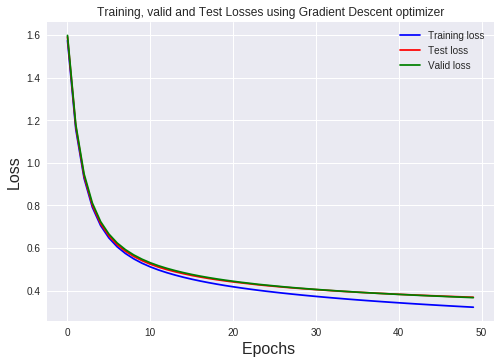 Training, valid and Test Losses using Gradient Descent optimizer
Training loss
Test loss
Valid loss
Loss
1.6
1.4
1.2
1.0
0.8
0.6
0.4
0
10
20
30
40
50
Epochs